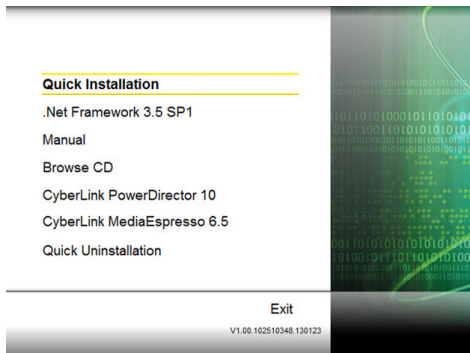 Quick Installation
.Net Framework 3.5 SP1
Manual
Browse CD
CyberLink PowerDirector 10
CyberLink MediaEspresso 6.5
Quick Uninstallation
Exit
V1.00.102510348.130123